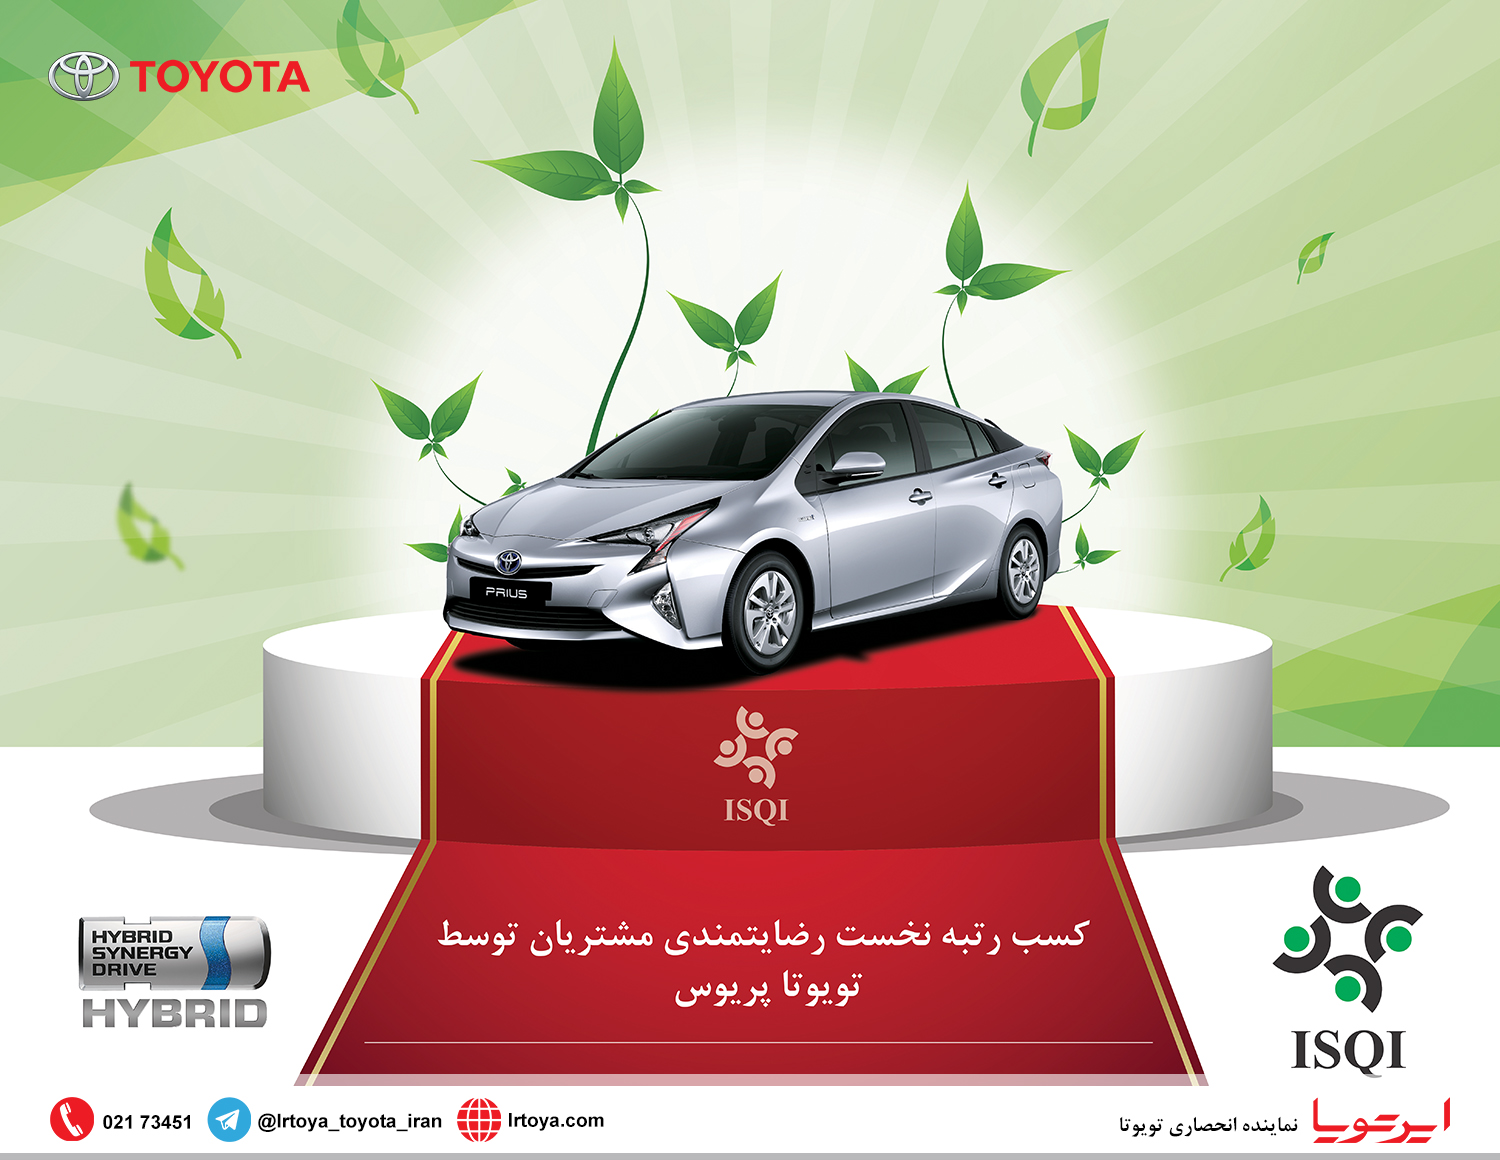 TOYOTA
PRIUS
ISQI
کسب رتبه نخست رضایتمندی مشتریان توسط
تویوتا پریوس
HYBRID
SYNERGY
DRIVE
HYBRID
ISQI
021 73451
@Irtoya_toyota_iran
Irtoya.com
نماینده انحصاری تویوتا
ایرتویا